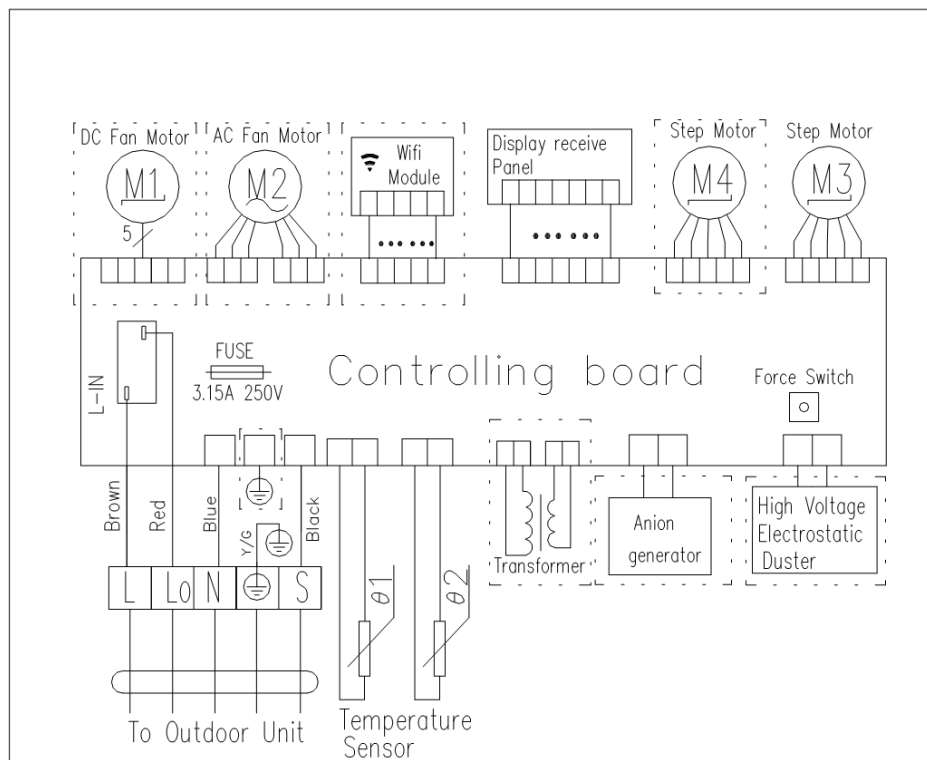 DC Fan Motor
AC Fan Motor
Wifi
Module
Display receive
Panel
Step Motor
Step Motor
M1
M2
M4
M3
5
L-IN
FUSE
3.15A 250V
Controlling board
Force Switch
Brown
Red
Blue
Y/G
Black
L
Lo
N
S
To Outdoor Unit
θ1
θ2
Temperature
Sensor
Transformer
Anion
generator
High Voltage
Electrostatic
Duster